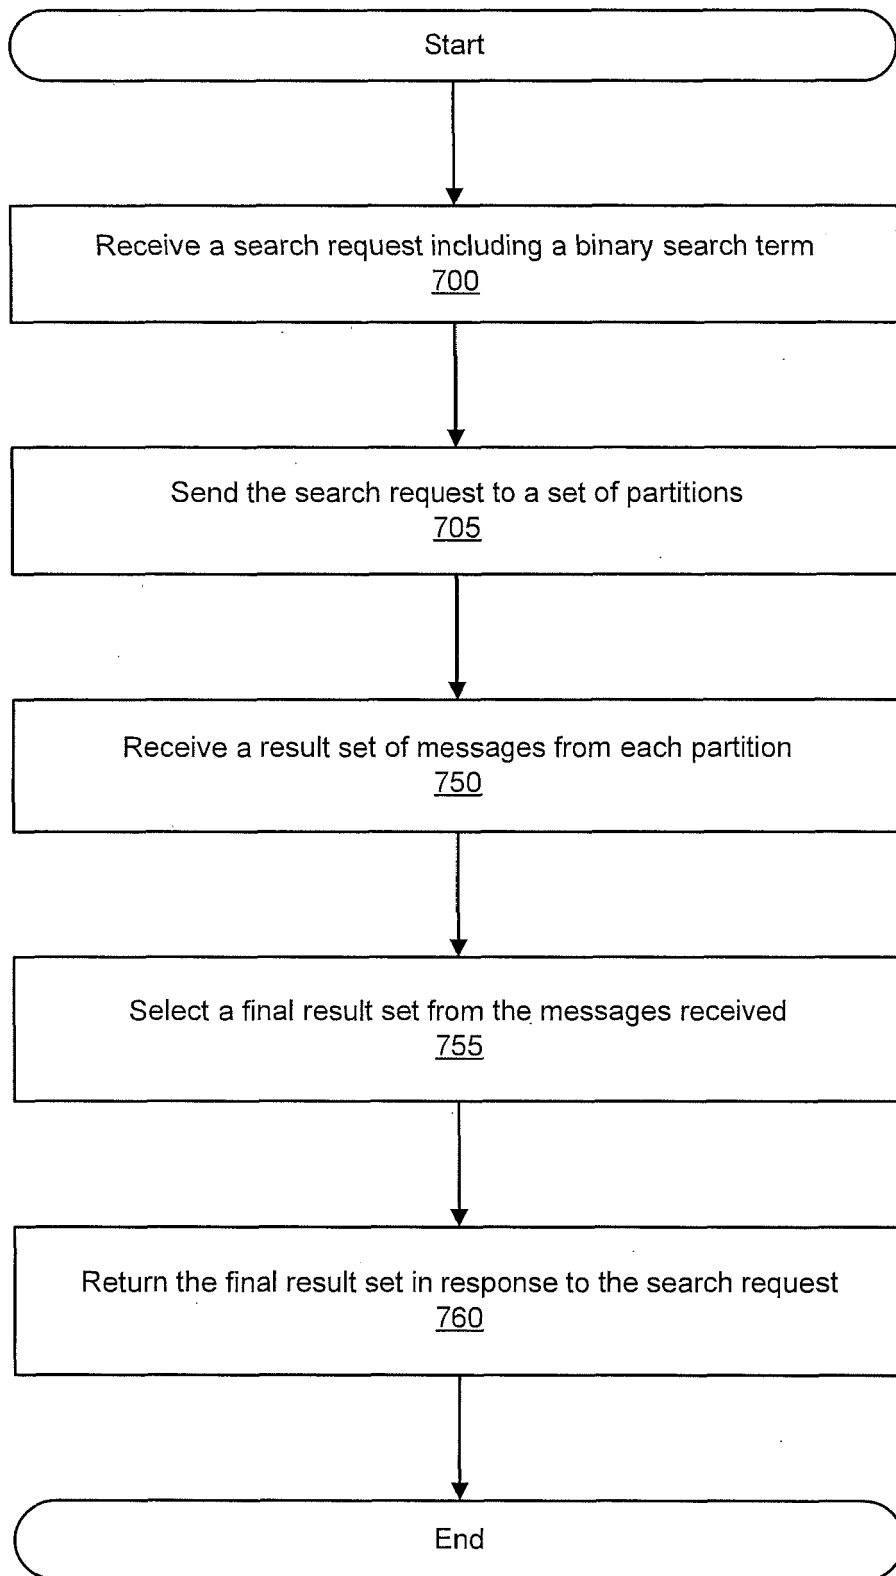 Start
Receive a search request including a binary search term
700
Send the search request to a set of partitions
705
Receive a result set of messages from each partition
750
Select a final result set from the messages received
755
Return the final result set in response to the search request
760
End